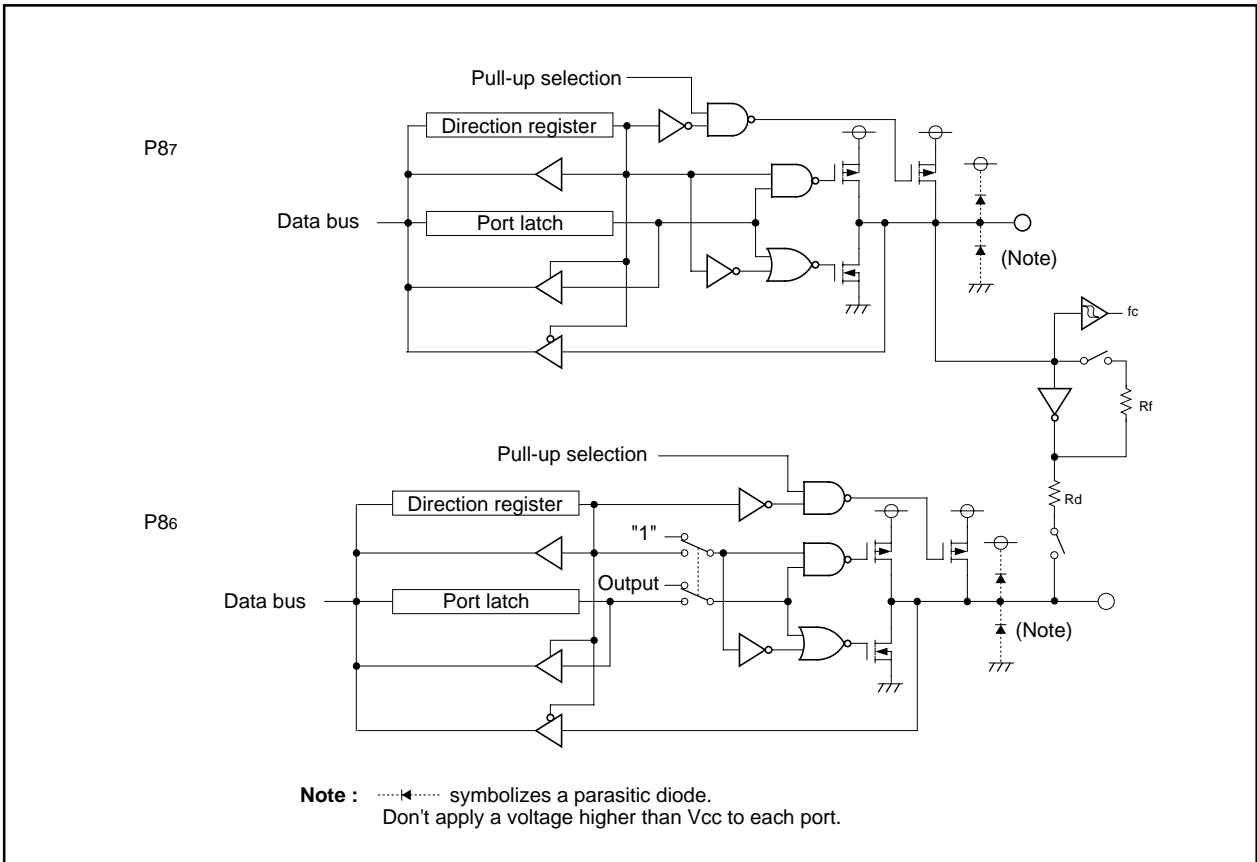 Pull-up selection
Direction register
P87
Data bus
Port latch
(Note)
fc
Rf
Pull-up selection
Rd
Direction register
P86
"1"
Output
Data bus
Port latch
(Note)
Note : symbolizes a parasitic diode.
Don't apply a voltage higher than Vcc to each port.